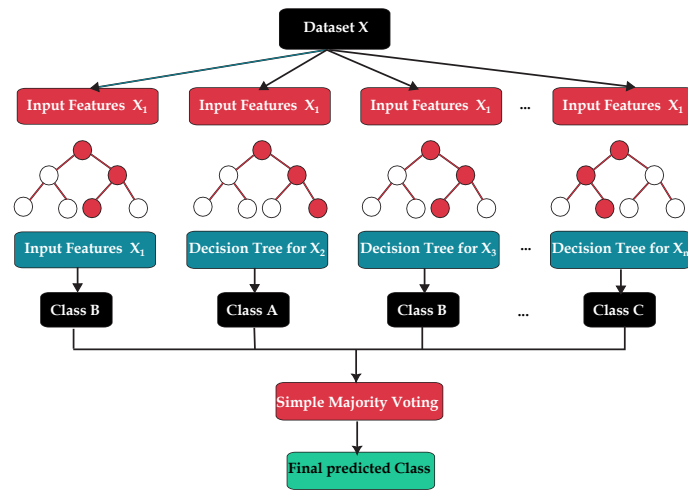 Dataset X
Input Features X₁ Input Features X₁ Input Features X₁ ... Input Features X₁
Input Features X₁ Decision Tree for X₂ Decision Tree for X₃ ... Decision Tree for Xₙ
Class B Class A Class B ... Class C
Simple Majority Voting
Final predicted Class